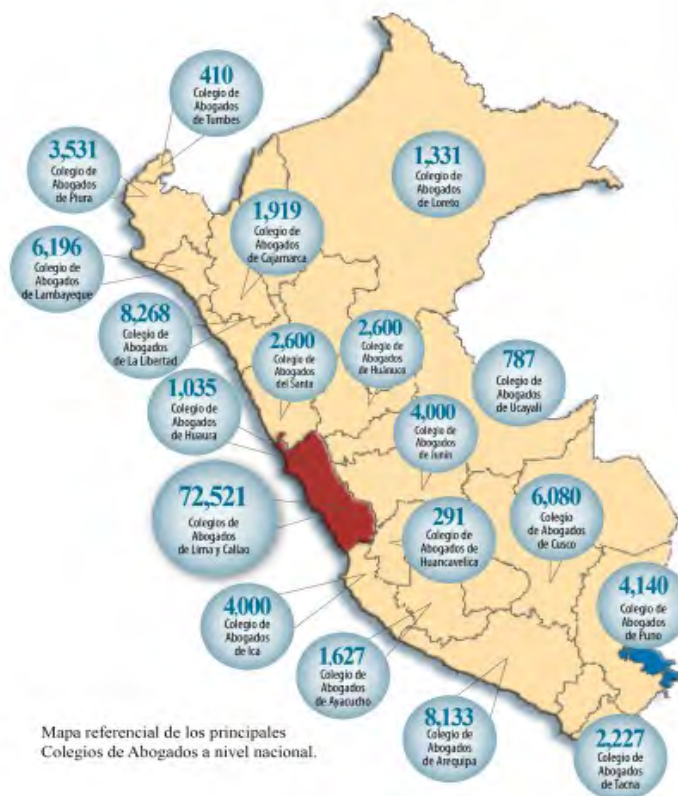 410
Colegio de
Abogados
de Tumbes
3,531
Colegio de
Abogados
de Piura
1,331
Colegio de
Abogados
de Loreto
1,919
Colegio de
Abogados
de Cajamarca
6,196
Colegio de
Abogados
de Lambayeque
8,268
Colegio de
Abogados
de La Libertad
2,600
Colegio de
Abogados
del Santa
2,600
Colegio de
Abogados
de Huánuco
787
Colegio de
Abogados
de Ucayali
1,035
Colegio de
Abogados
de Huaura
4,000
Colegio de
Abogados
de Junín
72,521
Colegios de
Abogados
de Lima y Callao
291
Colegio de
Abogados de
Huancavelica
6,080
Colegio
de Abogados
de Cusco
4,000
Colegio de
Abogados
de Ica
4,140
Colegio de
Abogados
de Puno
1,627
Colegio de
Abogados
de Ayacucho
8,133
Colegio de
Abogados
de Arequipa
2,227
Colegio de
Abogados
de Tacna
Mapa referencial de los principales
Colegios de Abogados a nivel nacional.